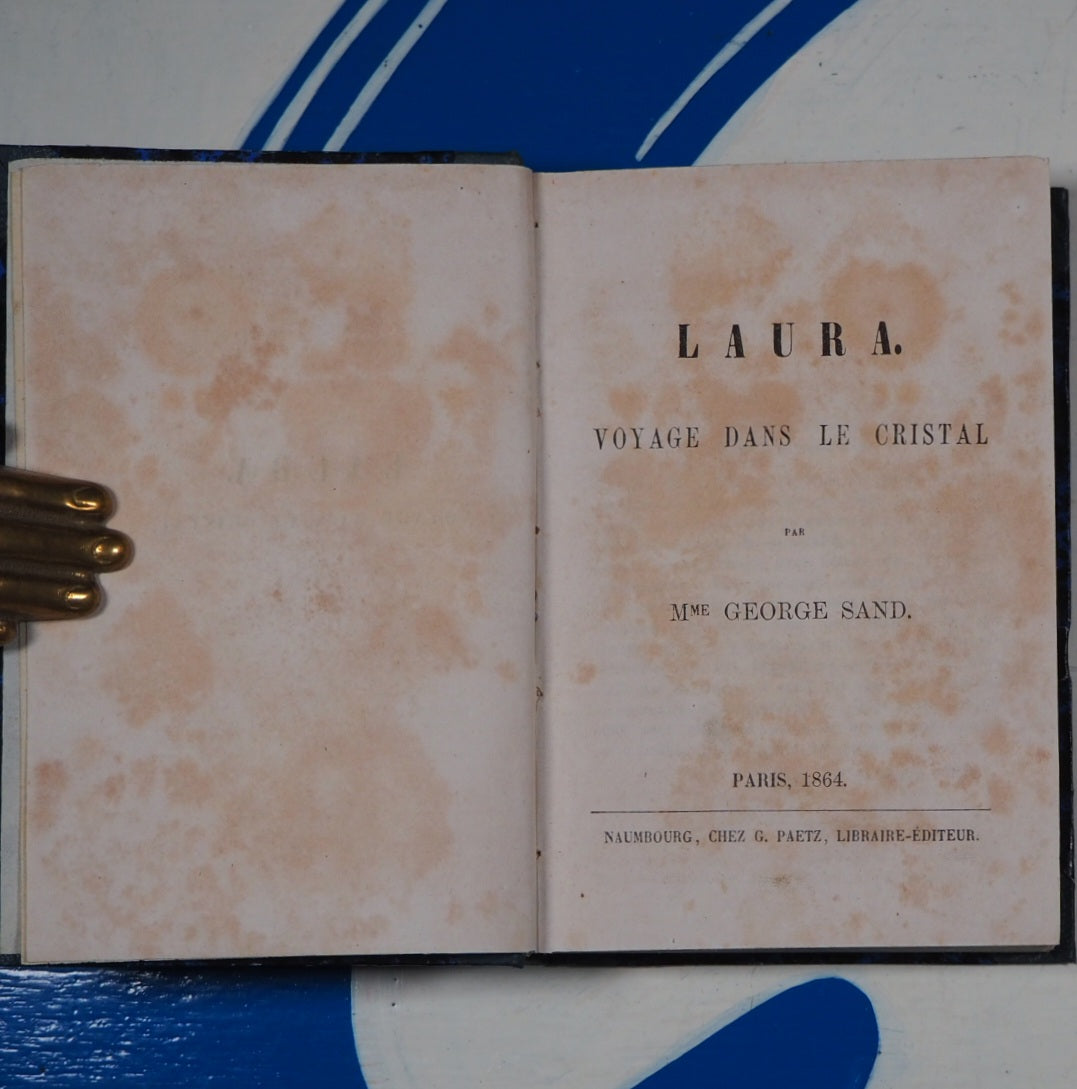 LAURA.
VOYAGE DANS LE CRISTAL
PAR
MME GEORGE SAND.
PARIS, 1864.
NAUMBOURG, CHEZ G. PAETZ, LIBRAIRE-ÉDITEUR.